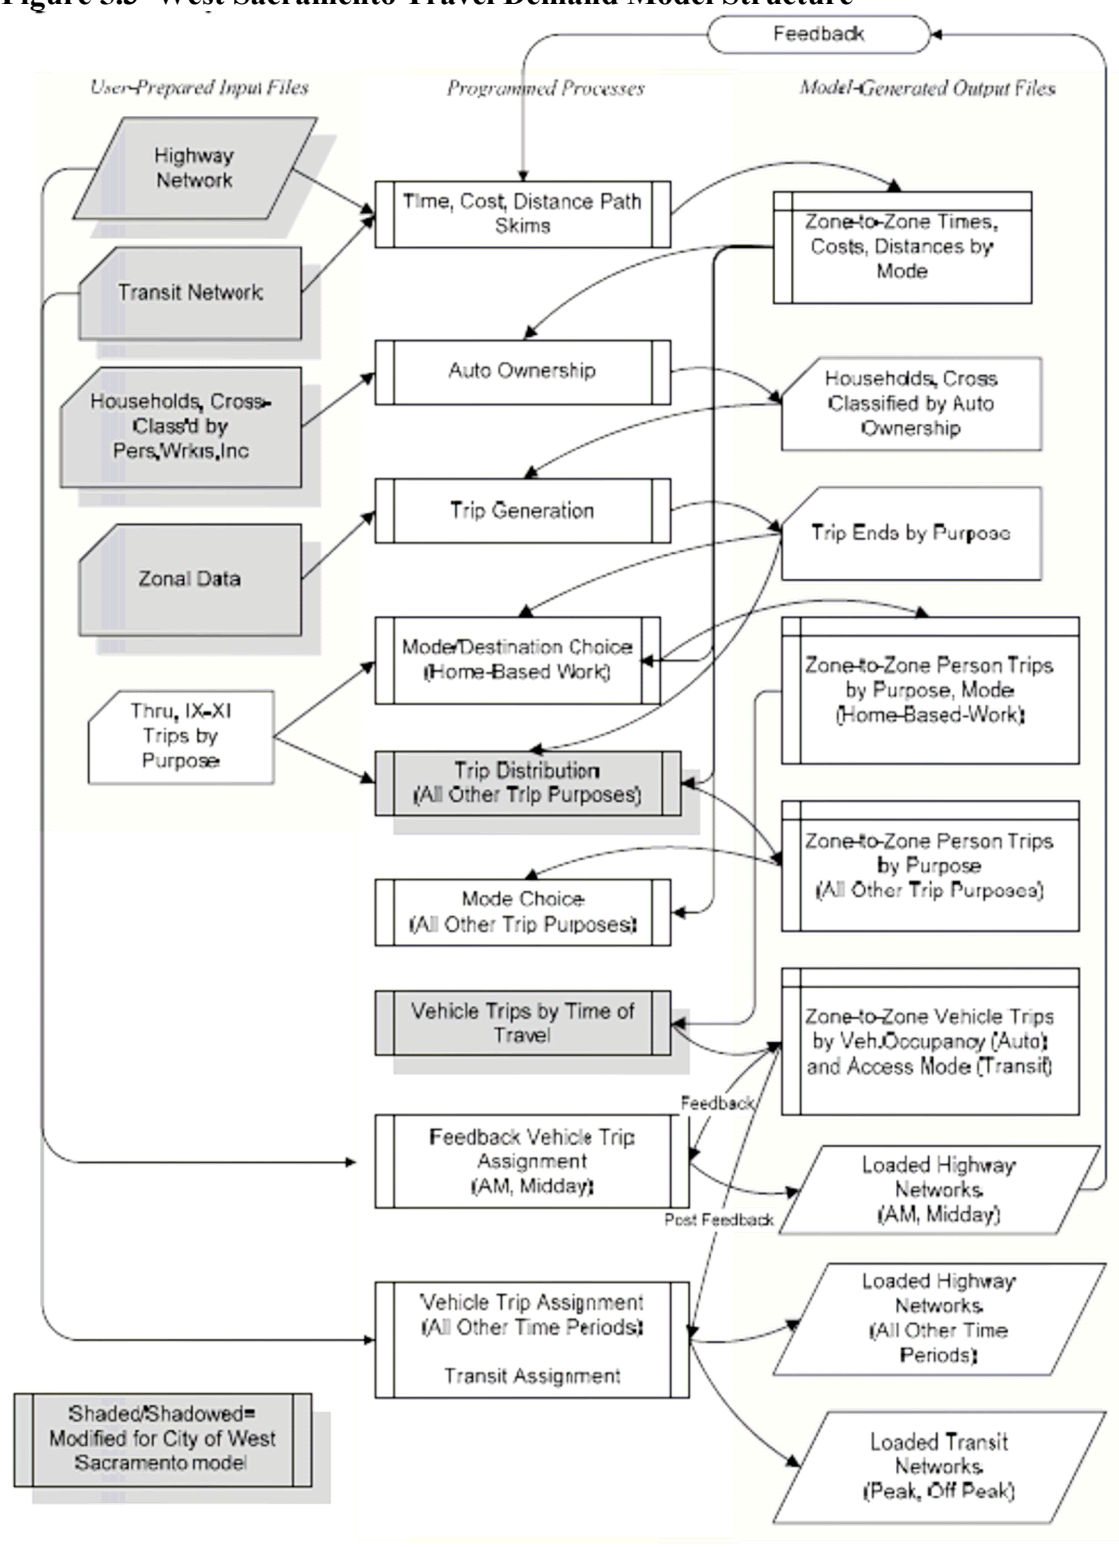 Figure 3.3 West Sacramento Travel Demand Model Structure
Feedback
User-Prepared Input Files
Programmed Processes
Model-Generated Output Files
Highway
Network
Time, Cost, Distance Path
Skims
Zone-to-Zone Times,
Costs, Distances by
Mode
Transit Network
Auto Ownership
Households, Cross
Classified by Auto
Ownership
Households, Cross-
Class'd by
Pers,Wrkrs,Inc
Trip Generation
Trip Ends by Purpose
Zonal Data
Mode/Destination Choice
(Home-Based Work)
Zone-to-Zone Person Trips
by Purpose, Mode
(Home-Based-Work)
Thru, IX-XI
Trips by
Purpose
Trip Distribution
(All Other Trip Purposes)
Zone-to-Zone Person Trips
by Purpose
(All Other Trip Purposes)
Mode Choice
(All Other Trip Purposes)
Vehicle Trips by Time of
Travel
Zone-to-Zone Vehicle Trips
by Veh.Occupancy (Auto)
and Access Mode (Transit)
Feedback
Feedback Vehicle Trip
Assignment
(AM, Midday)
Loaded Highway
Networks
(AM, Midday)
Post Feedback
Vehicle Trip Assignment
(All Other Time Periods)
Transit Assignment
Loaded Highway
Networks
(All Other Time
Periods)
Shaded/Shadowed=
Modified for City of West
Sacramento model
Loaded Transit
Networks
(Peak, Off Peak)